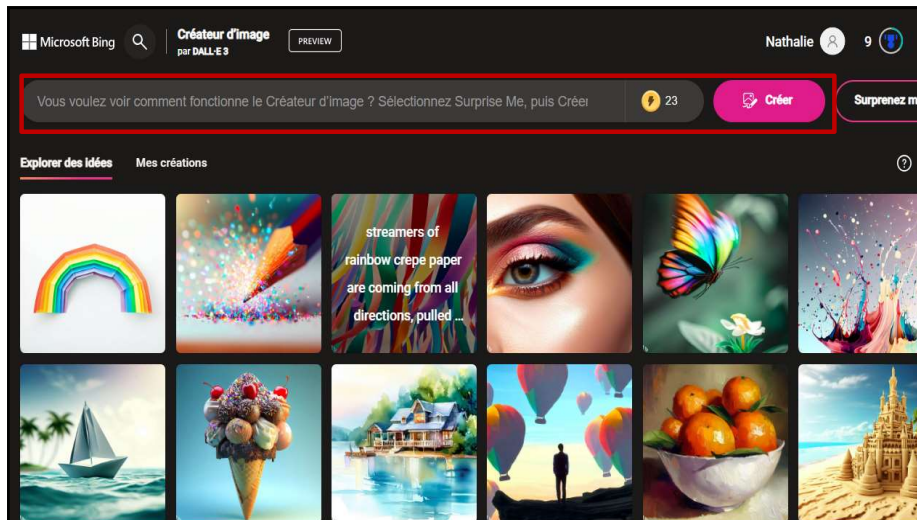 Microsoft Bing
Créateur d'image
par DALL·E 3
PREVIEW
Nathalie
9
Vous voulez voir comment fonctionne le Créateur d'image ? Sélectionnez Surprise Me, puis Créer
23
Créer
Surprenez m
Explorer des idées
Mes créations
?
streamers of
rainbow crepe paper
are coming from all
directions, pulled ...